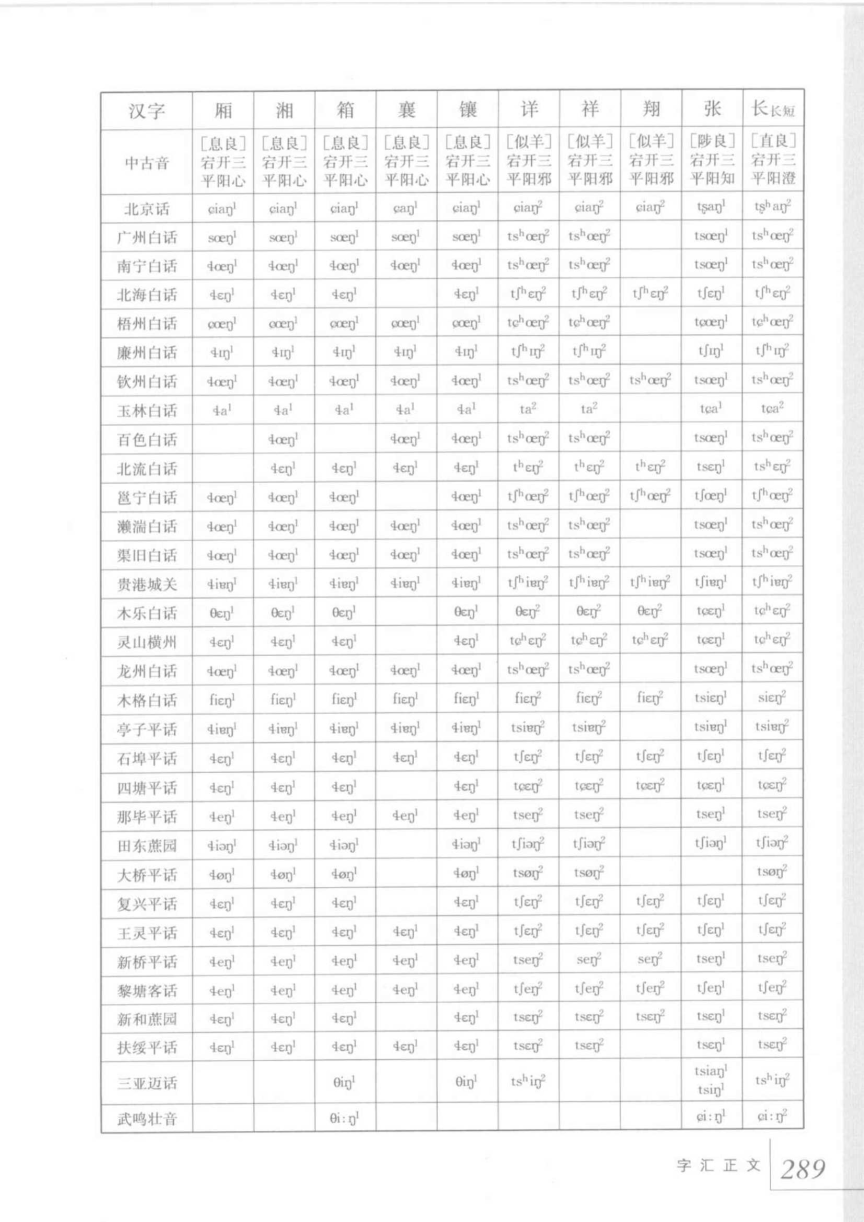 汉字 厢 湘 箱 襄 镶 详 祥 翔 张 长长短
中古音 [息良] [息良] [息良] [息良] [息良] [似羊] [似羊] [似羊] [陟良] [直良]
宕开三 宕开三 宕开三 宕开三 宕开三 宕开三 宕开三 宕开三 宕开三 宕开三
平阳心 平阳心 平阳心 平阳心 平阳心 平阳邪 平阳邪 平阳邪 平阳知 平阳澄
北京话 ɕiaŋ¹ ɕiaŋ¹ ɕiaŋ¹ ɕaŋ¹ ɕiaŋ¹ ɕiaŋ² ɕiaŋ² ɕiaŋ² tʂaŋ¹ tʂʰaŋ²
广州白话 sœŋ¹ sœŋ¹ sœŋ¹ sœŋ¹ sœŋ¹ tsʰœŋ² tsʰœŋ² tsœŋ¹ tsʰœŋ²
南宁白话 ɬœŋ¹ ɬœŋ¹ ɬœŋ¹ ɬœŋ¹ ɬœŋ¹ tsʰœŋ² tsʰœŋ² tsœŋ¹ tsʰœŋ²
北海白话 ɬɛŋ¹ ɬɛŋ¹ ɬɛŋ¹ ɬɛŋ¹ tʃʰɛŋ² tʃʰɛŋ² tʃʰɛŋ² tʃɛŋ¹ tʃʰɛŋ²
梧州白话 ɕœŋ¹ ɕœŋ¹ ɕœŋ¹ ɕœŋ¹ ɕœŋ¹ tɕʰœŋ² tɕʰœŋ² tɕœŋ¹ tɕʰœŋ²
廉州白话 ɬɪŋ¹ ɬɪŋ¹ ɬɪŋ¹ ɬɪŋ¹ ɬɪŋ¹ tʃʰɪŋ² tʃʰɪŋ² tʃɪŋ¹ tʃʰɪŋ²
钦州白话 ɬœŋ¹ ɬœŋ¹ ɬœŋ¹ ɬœŋ¹ ɬœŋ¹ tsʰœŋ² tsʰœŋ² tsʰœŋ² tsœŋ¹ tsʰœŋ²
玉林白话 ɬa¹ ɬa¹ ɬa¹ ɬa¹ ɬa¹ ta² ta² tɕa¹ tɕa²
百色白话 ɬœŋ¹ ɬœŋ¹ ɬœŋ¹ tsʰœŋ² tsʰœŋ² tsœŋ¹ tsʰœŋ²
北流白话 ɬɛŋ¹ ɬɛŋ¹ ɬɛŋ¹ ɬɛŋ¹ tʰɛŋ² tʰɛŋ² tʰɛŋ² tsɛŋ¹ tsʰɛŋ²
邕宁白话 ɬœŋ¹ ɬœŋ¹ ɬœŋ¹ ɬœŋ¹ tʃʰœŋ² tʃʰœŋ² tʃʰœŋ² tʃœŋ¹ tʃʰœŋ²
濑湍白话 ɬœŋ¹ ɬœŋ¹ ɬœŋ¹ ɬœŋ¹ ɬœŋ¹ tsʰœŋ² tsʰœŋ² tsœŋ¹ tsʰœŋ²
渠旧白话 ɬœŋ¹ ɬœŋ¹ ɬœŋ¹ ɬœŋ¹ ɬœŋ¹ tsʰœŋ² tsʰœŋ² tsœŋ¹ tsʰœŋ²
贵港城关 ɬiɐŋ¹ ɬiɐŋ¹ ɬiɐŋ¹ ɬiɐŋ¹ ɬiɐŋ¹ tʃʰiɐŋ² tʃʰiɐŋ² tʃʰiɐŋ² tʃiɐŋ¹ tʃʰiɐŋ²
木乐白话 θɛŋ¹ θɛŋ¹ θɛŋ¹ θɛŋ¹ θɛŋ² θɛŋ² θɛŋ² tɕɛŋ¹ tɕʰɛŋ²
灵山横州 ɬɛŋ¹ ɬɛŋ¹ ɬɛŋ¹ ɬɛŋ¹ tɕʰɛŋ² tɕʰɛŋ² tɕʰɛŋ² tɕɛŋ¹ tɕʰɛŋ²
龙州白话 ɬœŋ¹ ɬœŋ¹ ɬœŋ¹ ɬœŋ¹ ɬœŋ¹ tsʰœŋ² tsʰœŋ² tsœŋ¹ tsʰœŋ²
木格白话 fiɛŋ¹ fiɛŋ¹ fiɛŋ¹ fiɛŋ¹ fiɛŋ¹ fiɛŋ² fiɛŋ² fiɛŋ² tsiɛŋ¹ siɛŋ²
亭子平话 ɬiɐŋ¹ ɬiɐŋ¹ ɬiɐŋ¹ ɬiɐŋ¹ ɬiɐŋ¹ tsiɐŋ² tsiɐŋ² tsiɐŋ¹ tsiɐŋ²
石埠平话 ɬɛŋ¹ ɬɛŋ¹ ɬɛŋ¹ ɬɛŋ¹ ɬɛŋ¹ tʃɛŋ² tʃɛŋ² tʃɛŋ² tʃɛŋ¹ tʃɛŋ²
四塘平话 ɬɛŋ¹ ɬɛŋ¹ ɬɛŋ¹ ɬɛŋ¹ tɕɛŋ² tɕɛŋ² tɕɛŋ² tɕɛŋ¹ tɕɛŋ²
那毕平话 ɬeŋ¹ ɬeŋ¹ ɬeŋ¹ ɬeŋ¹ ɬeŋ¹ tseŋ² tseŋ² tseŋ¹ tseŋ²
田东蔗园 ɬiəŋ¹ ɬiəŋ¹ ɬiəŋ¹ ɬiəŋ¹ tʃiəŋ² tʃiəŋ² tʃiəŋ¹ tʃiəŋ²
大桥平话 ɬøŋ¹ ɬøŋ¹ ɬøŋ¹ ɬøŋ¹ tsøŋ² tsøŋ² tsøŋ²
复兴平话 ɬɛŋ¹ ɬɛŋ¹ ɬɛŋ¹ ɬɛŋ¹ tʃɛŋ² tʃɛŋ² tʃɛŋ² tʃɛŋ¹ tʃɛŋ²
王灵平话 ɬɛŋ¹ ɬɛŋ¹ ɬɛŋ¹ ɬɛŋ¹ ɬɛŋ¹ tʃɛŋ² tʃɛŋ² tʃɛŋ² tʃɛŋ¹ tʃɛŋ²
新桥平话 ɬeŋ¹ ɬeŋ¹ ɬeŋ¹ ɬeŋ¹ ɬeŋ¹ tseŋ² seŋ² seŋ² tseŋ¹ tseŋ²
黎塘客话 ɬeŋ¹ ɬeŋ¹ ɬeŋ¹ ɬeŋ¹ ɬeŋ¹ tʃeŋ² tʃeŋ² tʃeŋ² tʃeŋ¹ tʃeŋ²
新和蔗园 ɬɛŋ¹ ɬɛŋ¹ ɬɛŋ¹ ɬɛŋ¹ tsɛŋ² tsɛŋ² tsɛŋ² tsɛŋ¹ tsɛŋ²
扶绥平话 ɬɛŋ¹ ɬɛŋ¹ ɬɛŋ¹ ɬɛŋ¹ ɬɛŋ¹ tsɛŋ² tsɛŋ² tsɛŋ¹ tsɛŋ²
三亚迈话 θiŋ¹ θiŋ¹ tsʰiŋ² tsiaŋ¹ tsʰiŋ²
tsiŋ¹
武鸣壮音 θi:ŋ¹ ɕi:ŋ¹ ɕi:ŋ²
字汇正文 289